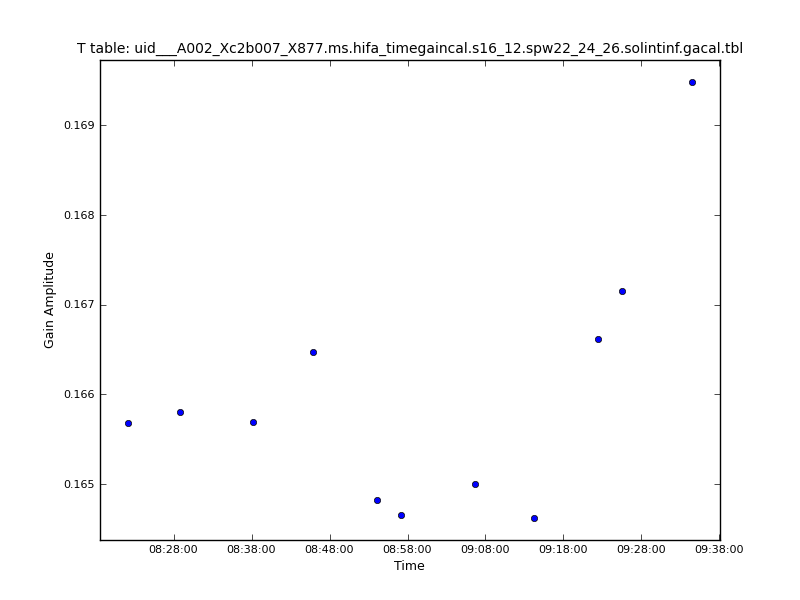 T table: uid___A002_Xc2b007_X877.ms.hifa_timegaincal.s16_12.spw22_24_26.solintinf.gacal.tbl
0.169
0.168
0.167
0.166
0.165
Gain Amplitude
08:28:00 08:38:00 08:48:00 08:58:00 09:08:00 09:18:00 09:28:00 09:38:00
Time